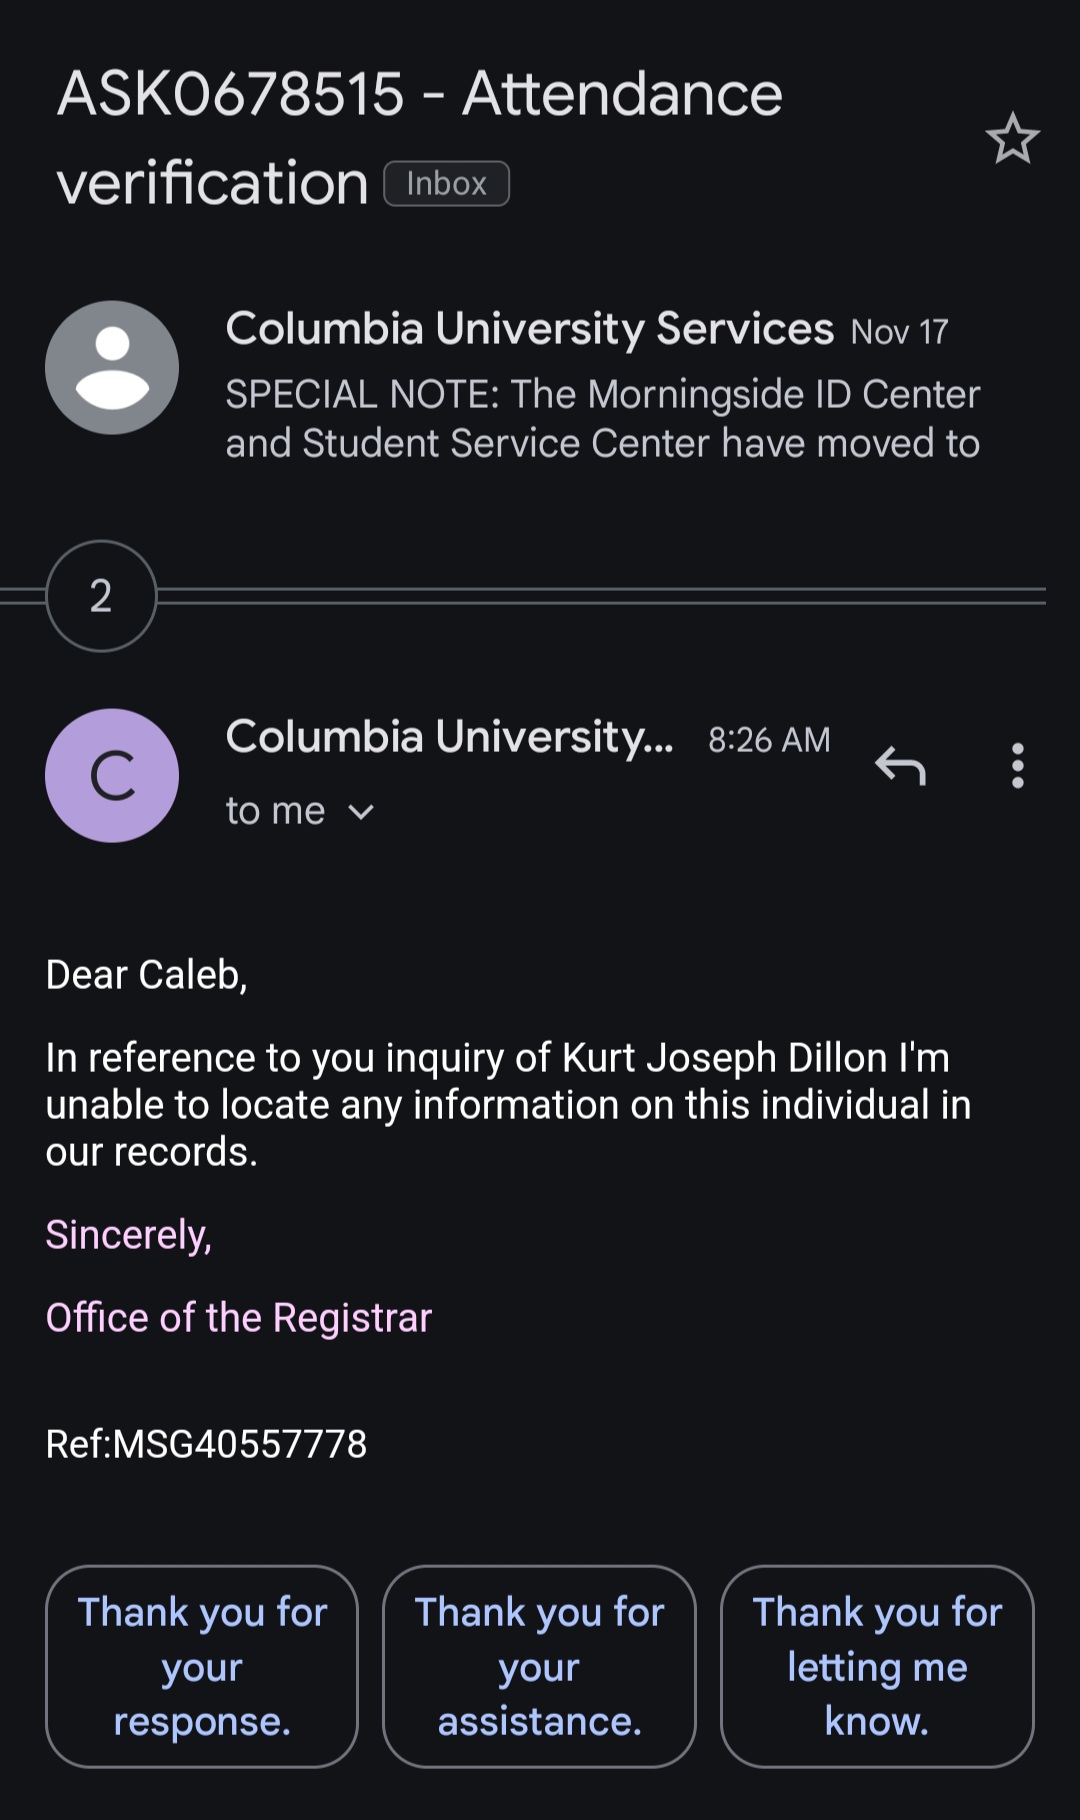 ASK0678515 - Attendance
verification Inbox
Columbia University Services Nov 17
SPECIAL NOTE: The Morningside ID Center
and Student Service Center have moved to
2
Columbia University... 8:26 AM
to me
C
Dear Caleb,
In reference to you inquiry of Kurt Joseph Dillon I'm
unable to locate any information on this individual in
our records.
Sincerely,
Office of the Registrar
Ref:MSG40557778
Thank you for
your
response.
Thank you for
your
assistance.
Thank you for
letting me
know.